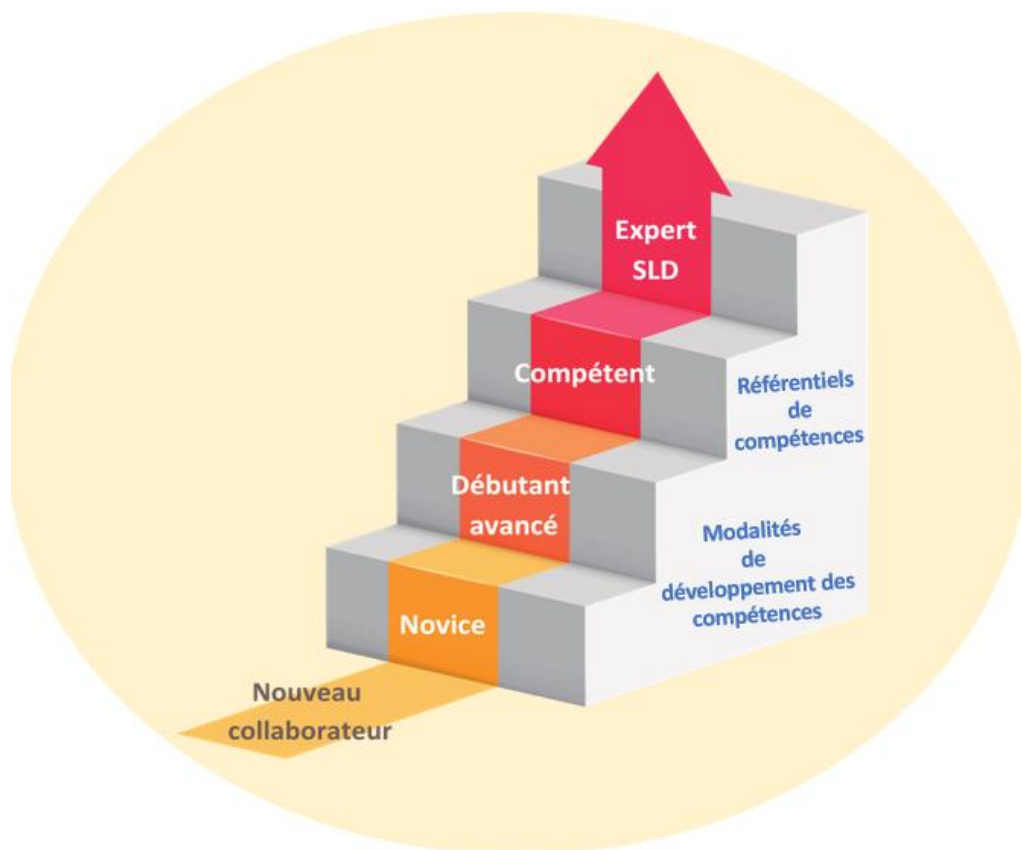 Expert
SLD
Compétent
Référentiels
de
compétences
Débutant
avancé
Modalités
de
développement des
compétences
Novice
Nouveau
collaborateur